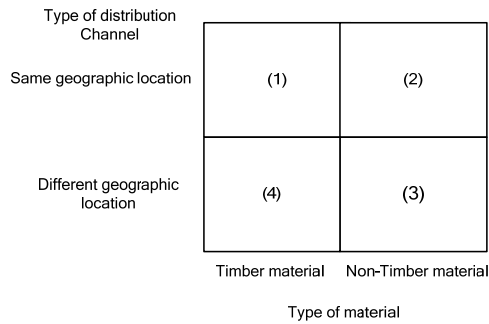 Type of distribution
Channel
Same geographic location
(1)
(2)
Different geographic
location
(4)
(3)
Timber material
Non-Timber material
Type of material